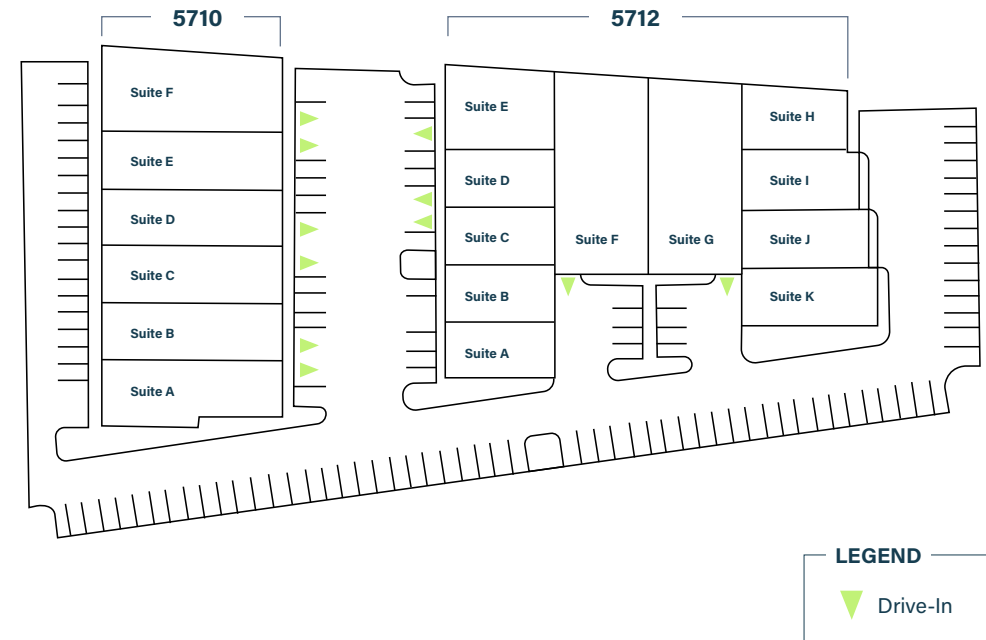 5710
5712
Suite F
Suite E
Suite D
Suite C
Suite B
Suite A
Suite E
Suite D
Suite C
Suite B
Suite A
Suite F
Suite G
Suite H
Suite I
Suite J
Suite K
LEGEND
Drive-In